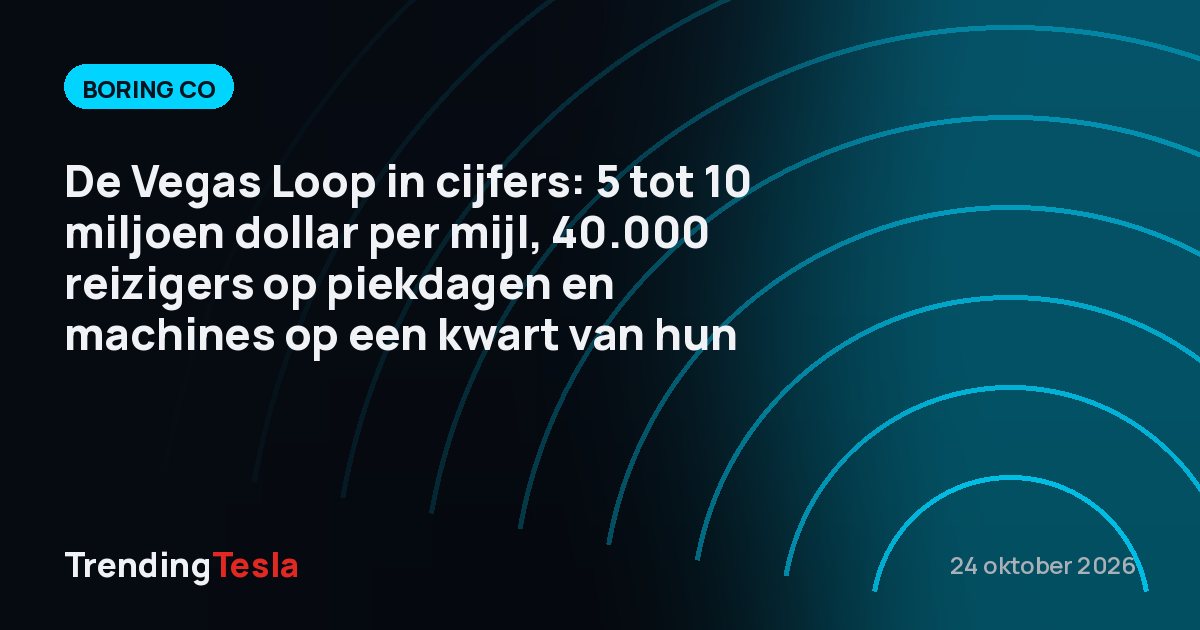 BORING CO
De Vegas Loop in cijfers: 5 tot 10
miljoen dollar per mijl, 40.000
reizigers op piekdagen en
machines op een kwart van hun
TrendingTesla
24 oktober 2026